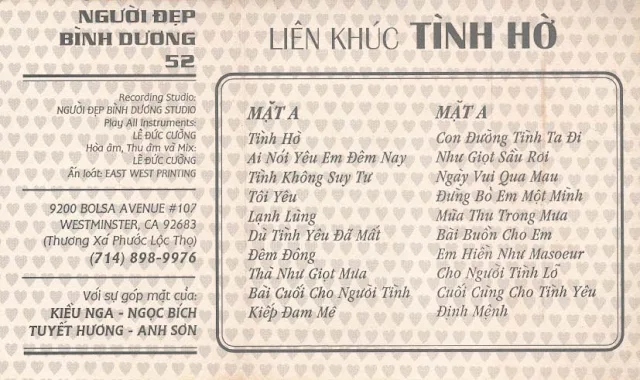 NGƯỜI ĐẸP
BÌNH DƯƠNG
52
Recording Studio:
NGƯỜI ĐẸP BÌNH DƯƠNG STUDIO
Play All Instruments:
LÊ ĐỨC CƯỜNG
Hòa âm, Thu âm và Mix:
LÊ ĐỨC CƯỜNG
Ấn loát: EAST WEST PRINTING
9200 BOLSA AVENUE #107
WESTMINSTER, CA 92683
(Thương Xá Phước Lộc Thọ)
(714) 898-9976
Với sự góp mặt của:
KIỀU NGA - NGỌC BÍCH
TUYẾT HƯƠNG - ANH SƠN
LIÊN KHÚC TÌNH HỜ
MẶT A
Tình Hờ
Ai Nói Yêu Em Đêm Nay
Tình Không Suy Tư
Tôi Yêu
Lạnh Lùng
Dù Tình Yêu Đã Mất
Đêm Đông
Thà Như Giọt Mưa
Bài Cuối Cho Người Tình
Kiếp Đam Mê
MẶT A
Con Đường Tình Ta Đi
Như Giọt Sầu Rơi
Ngày Vui Qua Mau
Đừng Bỏ Em Một Mình
Mùa Thu Trong Mưa
Bài Buồn Cho Em
Em Hiền Như Masoeur
Cho Người Tình Lỡ
Cuối Cùng Cho Tình Yêu
Định Mệnh